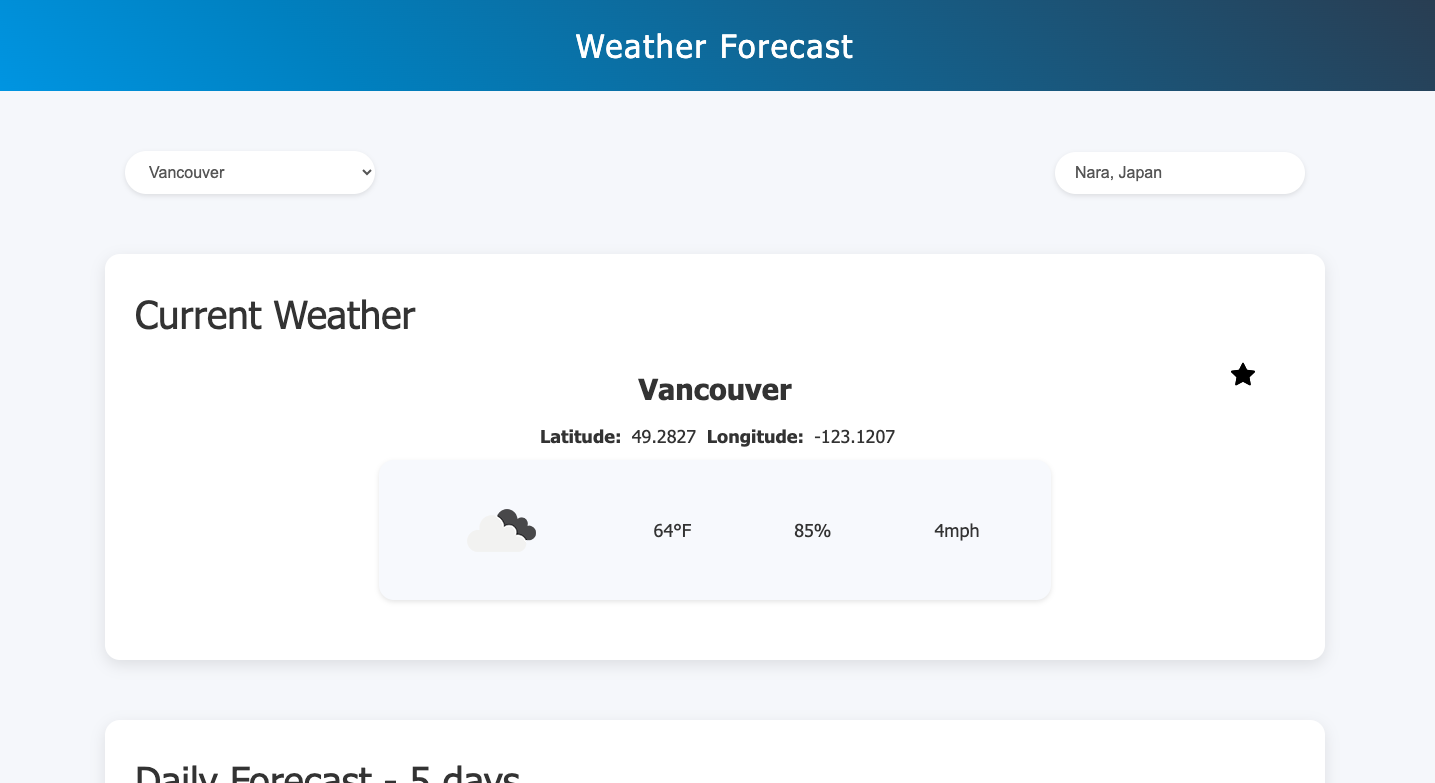 Weather Forecast
Vancouver
Nara, Japan
Current Weather
Vancouver
Latitude: 49.2827 Longitude: -123.1207
64°F 85% 4mph
Daily Forecast - 5 days